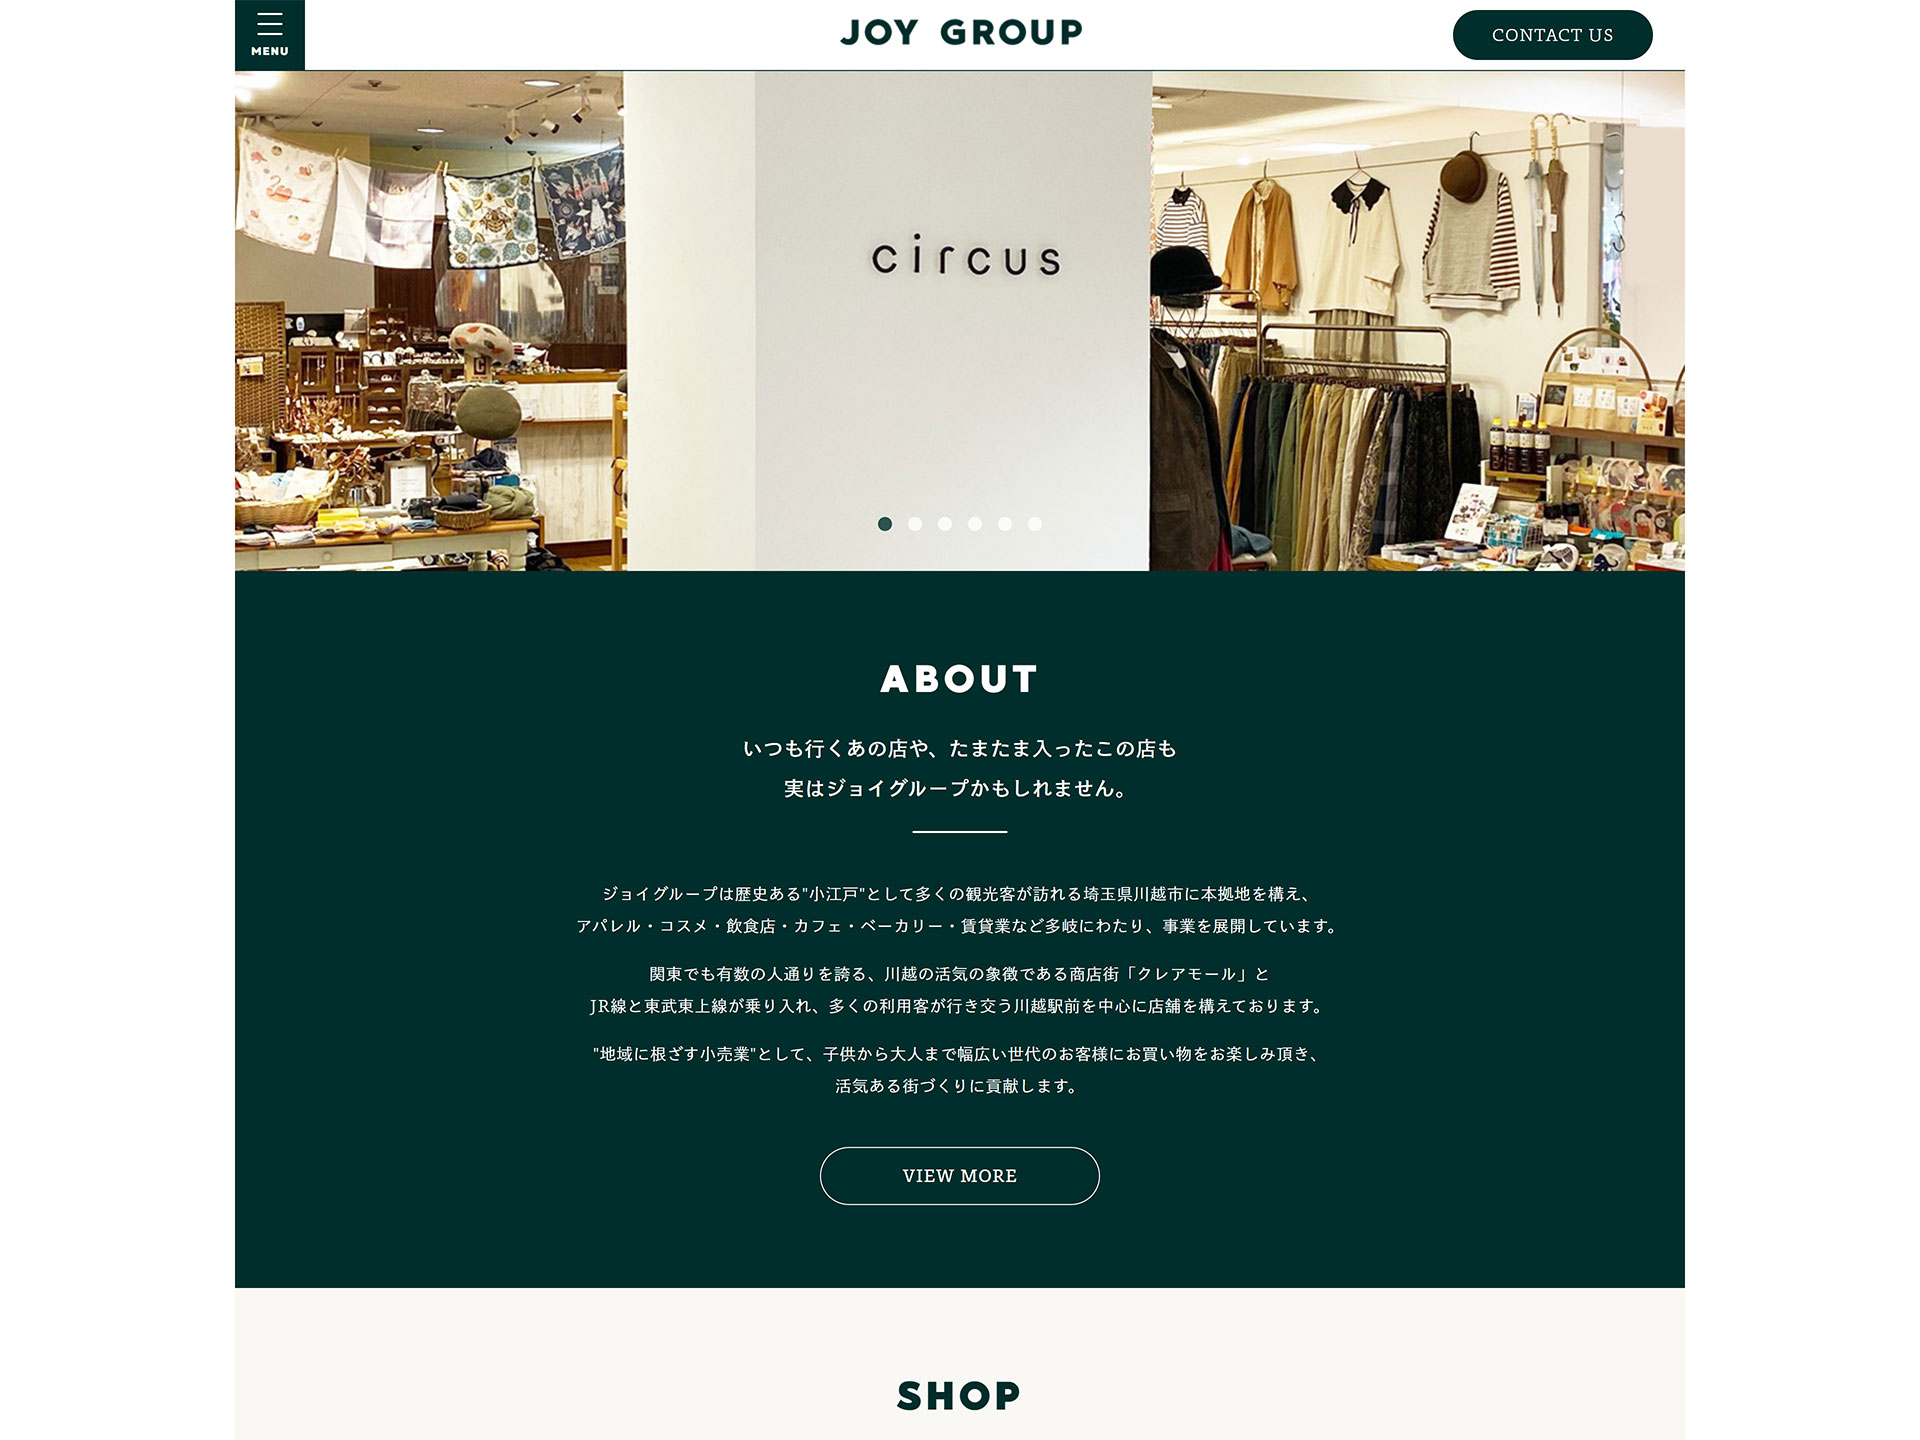 MENU
JOY GROUP
CONTACT US
circus
ABOUT
いつも行くあの店や、たまたま入ったこの店も
実はジョイグループかもしれません。
ジョイグループは歴史ある"小江戸"として多くの観光客が訪れる埼玉県川越市に本拠地を構え、
アパレル・コスメ・飲食店・カフェ・ベーカリー・賃貸業など多岐にわたり、事業を展開しています。
関東でも有数の人通りを誇る、川越の活気の象徴である商店街「クレアモール」と
JR線と東武東上線が乗り入れ、多くの利用客が行き交う川越駅前を中心に店舗を構えております。
"地域に根ざす小売業"として、子供から大人まで幅広い世代のお客様にお買い物をお楽しみ頂き、
活気ある街づくりに貢献します。
VIEW MORE
SHOP